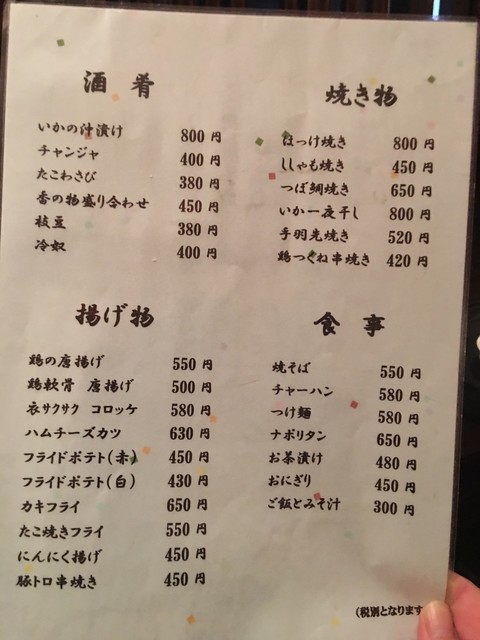 酒肴
いかの汁漬け 800円
チャンジャ 400円
たこわさび 380円
香の物盛り合わせ 450円
枝豆 380円
冷奴 400円
焼き物
ほっけ焼き 800円
ししゃも焼き 450円
つぼ鯛焼き 650円
いか一夜干し 800円
手羽先焼き 520円
鶏つくね串焼き 420円
揚げ物
鶏の唐揚げ 550円
鶏軟骨 唐揚げ 500円
衣サクサク コロッケ 580円
ハムチーズカツ 630円
フライドポテト(赤) 450円
フライドポテト(白) 430円
カキフライ 650円
たこ焼きフライ 550円
にんにく揚げ 450円
豚トロ串焼き 450円
食事
焼そば 550円
チャーハン 580円
つけ麺 580円
ナポリタン 650円
お茶漬け 480円
おにぎり 450円
ご飯とみそ汁 300円
(税別となります